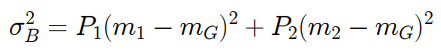 σ_B^2 = P_1(m_1 − m_G)^2 + P_2(m_2 − m_G)^2